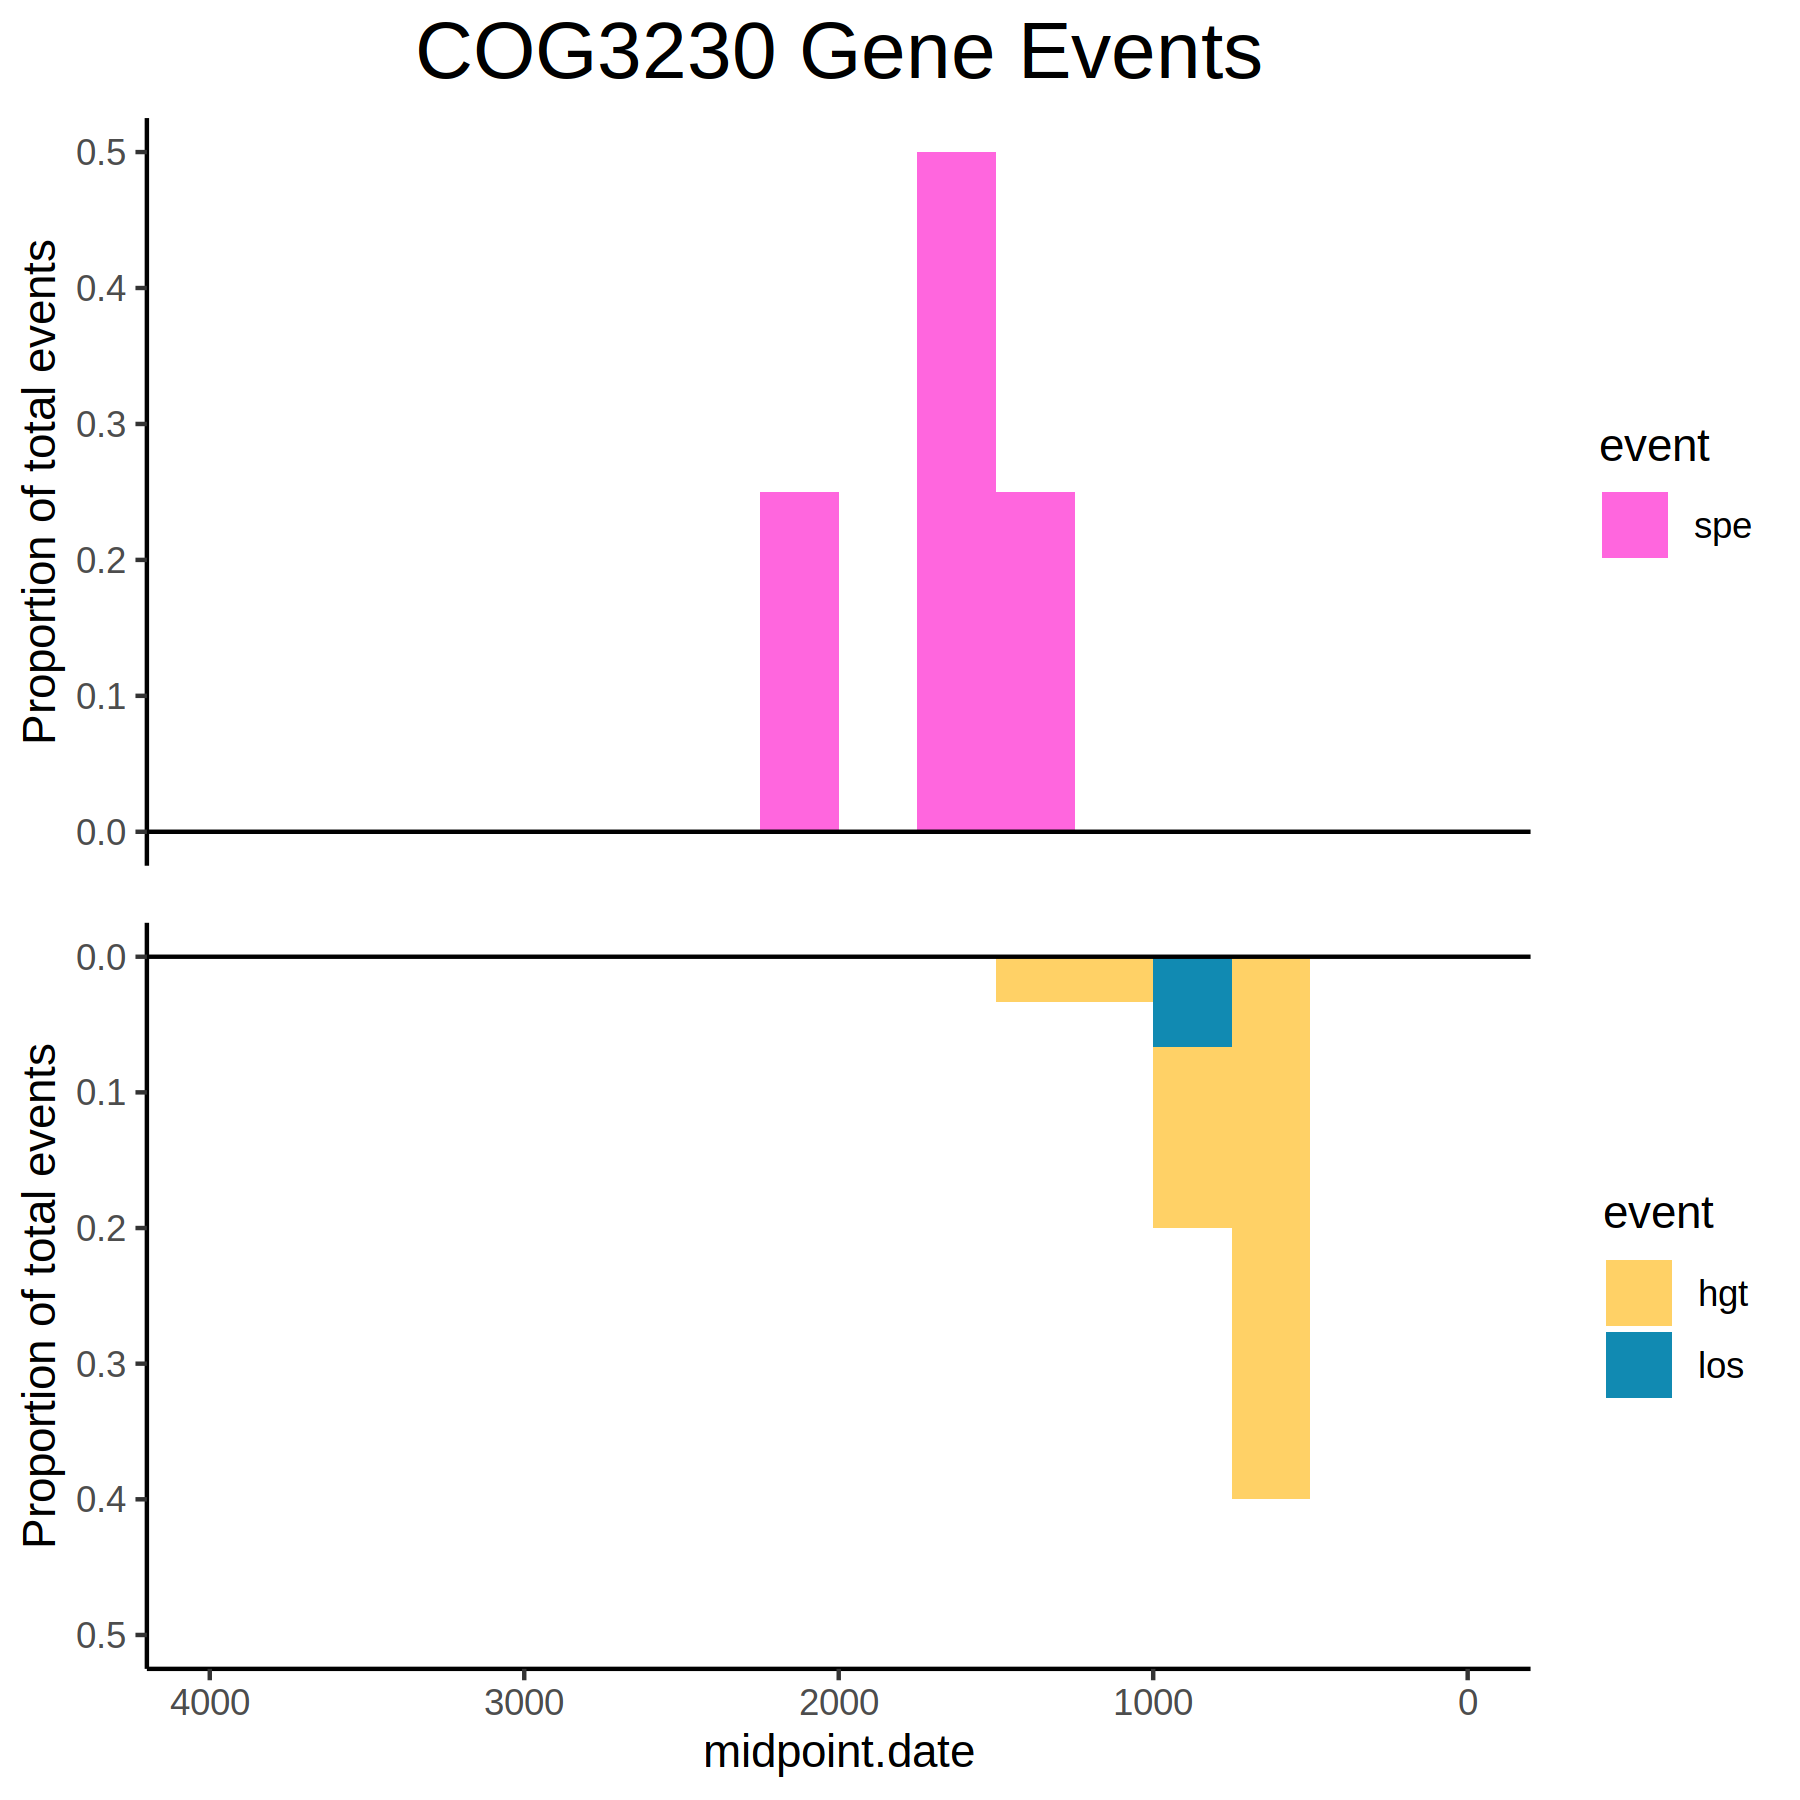 COG3230 Gene Events
Proportion of total events
0.5
0.4
0.3
0.2
0.1
0.0
event
spe
Proportion of total events
0.0
0.1
0.2
0.3
0.4
0.5
event
hgt
los
4000 3000 2000 1000 0
midpoint.date